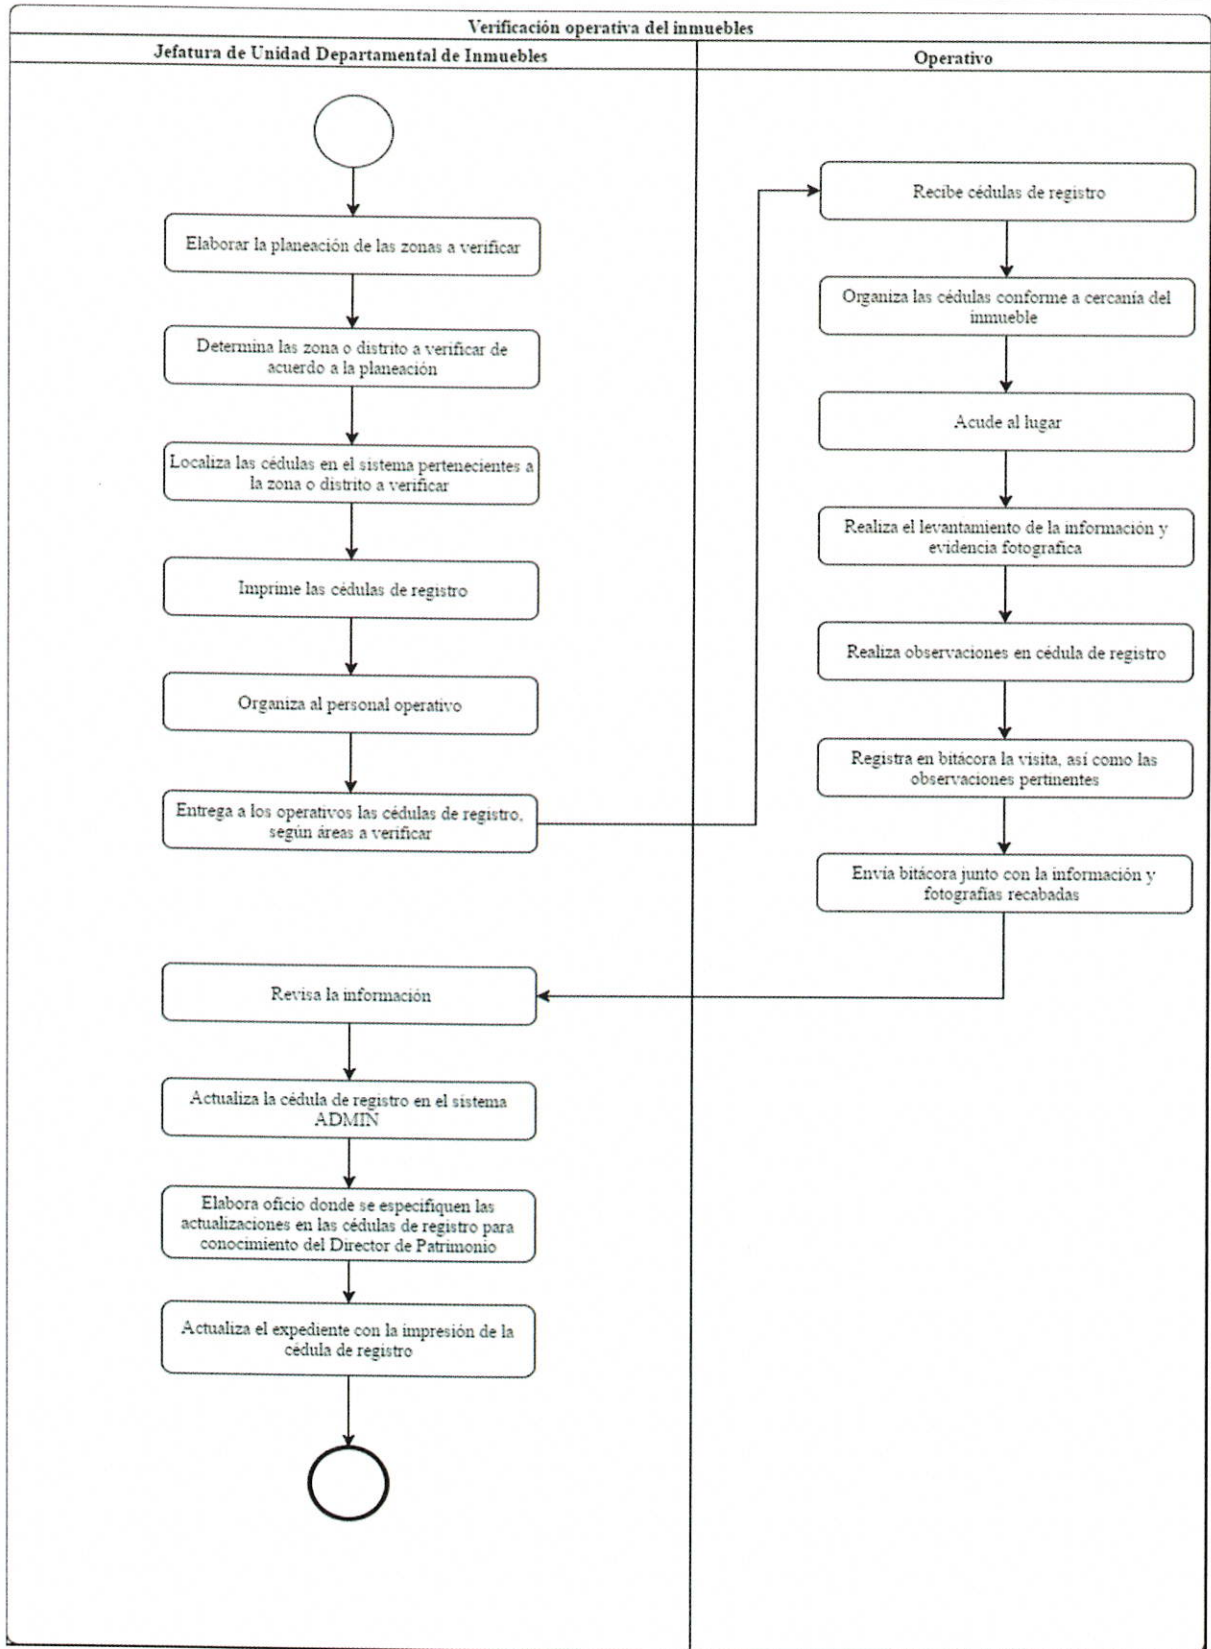 Verificación operativa del inmuebles
Jefatura de Unidad Departamental de Inmuebles
Operativo
Elaborar la planeación de las zonas a verificar
Determina las zona o distrito a verificar de
acuerdo a la planeación
Localiza las cédulas en el sistema pertenecientes a
la zona o distrito a verificar
Imprime las cédulas de registro
Organiza al personal operativo
Entrega a los operativos las cédulas de registro,
según áreas a verificar
Recibe cédulas de registro
Organiza las cédulas conforme a cercanía del
inmueble
Acude al lugar
Realiza el levantamiento de la información y
evidencia fotografica
Realiza observaciones en cédula de registro
Registra en bitácora la visita, así como las
observaciones pertinentes
Envía bitácora junto con la información y
fotografías recabadas
Revisa la información
Actualiza la cédula de registro en el sistema
ADMIN
Elabora oficio donde se especifiquen las
actualizaciones en las cédulas de registro para
conocimiento del Director de Patrimonio
Actualiza el expediente con la impresión de la
cédula de registro